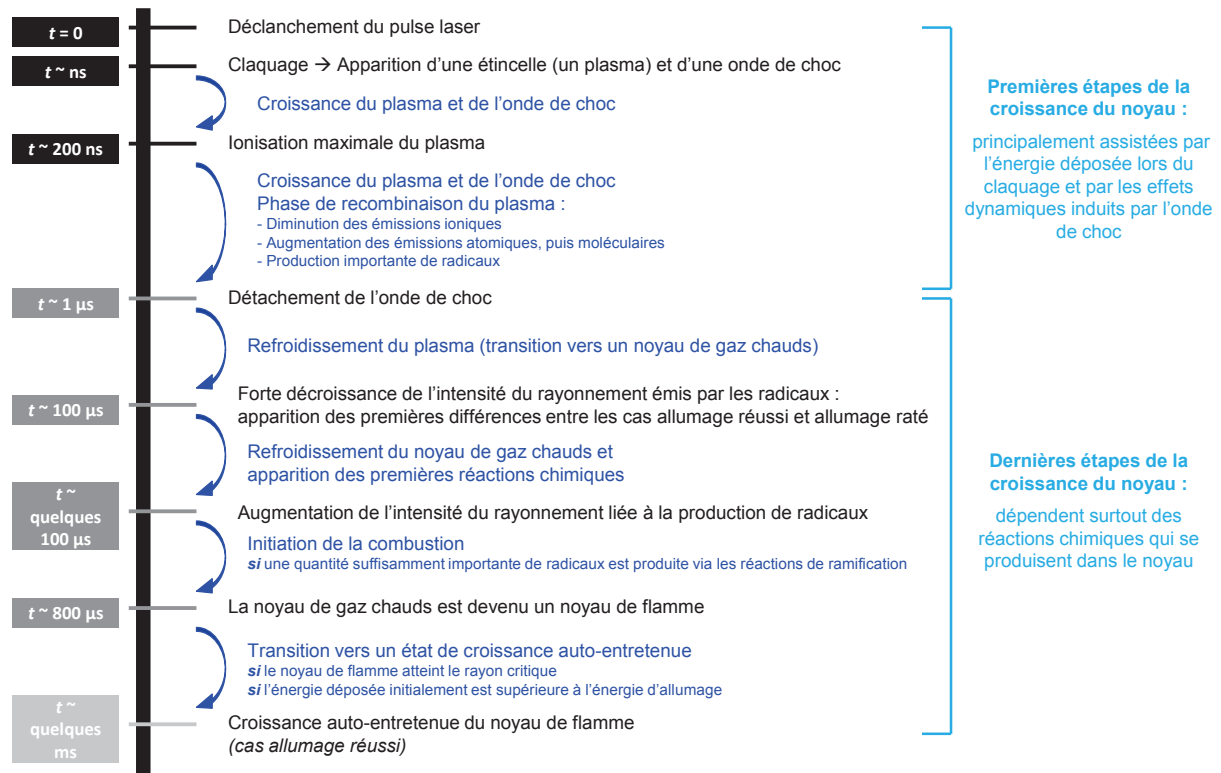 t = 0
Déclanchement du pulse laser
t ~ ns
Claquage → Apparition d'une étincelle (un plasma) et d'une onde de choc
Croissance du plasma et de l'onde de choc
t ~ 200 ns
Ionisation maximale du plasma
Croissance du plasma et de l'onde de choc
Phase de recombinaison du plasma :
- Diminution des émissions ioniques
- Augmentation des émissions atomiques, puis moléculaires
- Production importante de radicaux
Premières étapes de la
croissance du noyau :
principalement assistées par
l'énergie déposée lors du
claquage et par les effets
dynamiques induits par l'onde
de choc
t ~ 1 µs
Détachement de l'onde de choc
Refroidissement du plasma (transition vers un noyau de gaz chauds)
t ~ 100 µs
Forte décroissance de l'intensité du rayonnement émis par les radicaux :
apparition des premières différences entre les cas allumage réussi et allumage raté
Refroidissement du noyau de gaz chauds et
apparition des premières réactions chimiques
t ~
quelques
100 µs
Augmentation de l'intensité du rayonnement liée à la production de radicaux
Initiation de la combustion
si une quantité suffisamment importante de radicaux est produite via les réactions de ramification
t ~ 800 µs
La noyau de gaz chauds est devenu un noyau de flamme
Transition vers un état de croissance auto-entretenue
si le noyau de flamme atteint le rayon critique
si l'énergie déposée initialement est supérieure à l'énergie d'allumage
t ~
quelques
ms
Croissance auto-entretenue du noyau de flamme
(cas allumage réussi)
Dernières étapes de la
croissance du noyau :
dépendent surtout des
réactions chimiques qui se
produisent dans le noyau